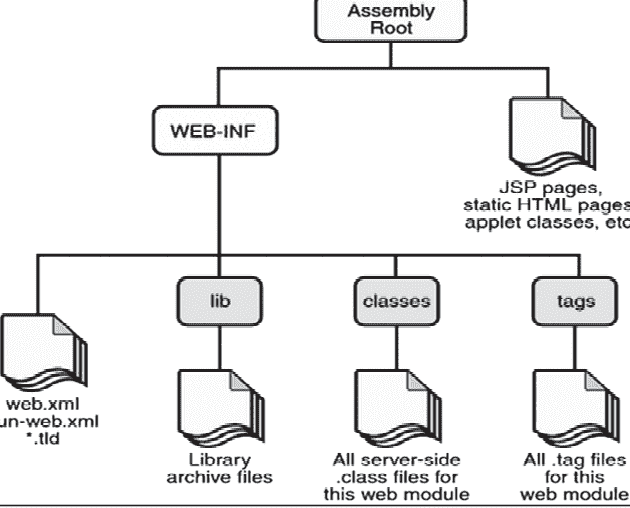 Assembly
Root
WEB-INF
JSP pages,
static HTML pages
applet classes, etc
lib
classes
tags
web.xml
un-web.xml
*.tld
Library
archive files
All server-side
.class files for
this web module
All .tag files
for this
web module